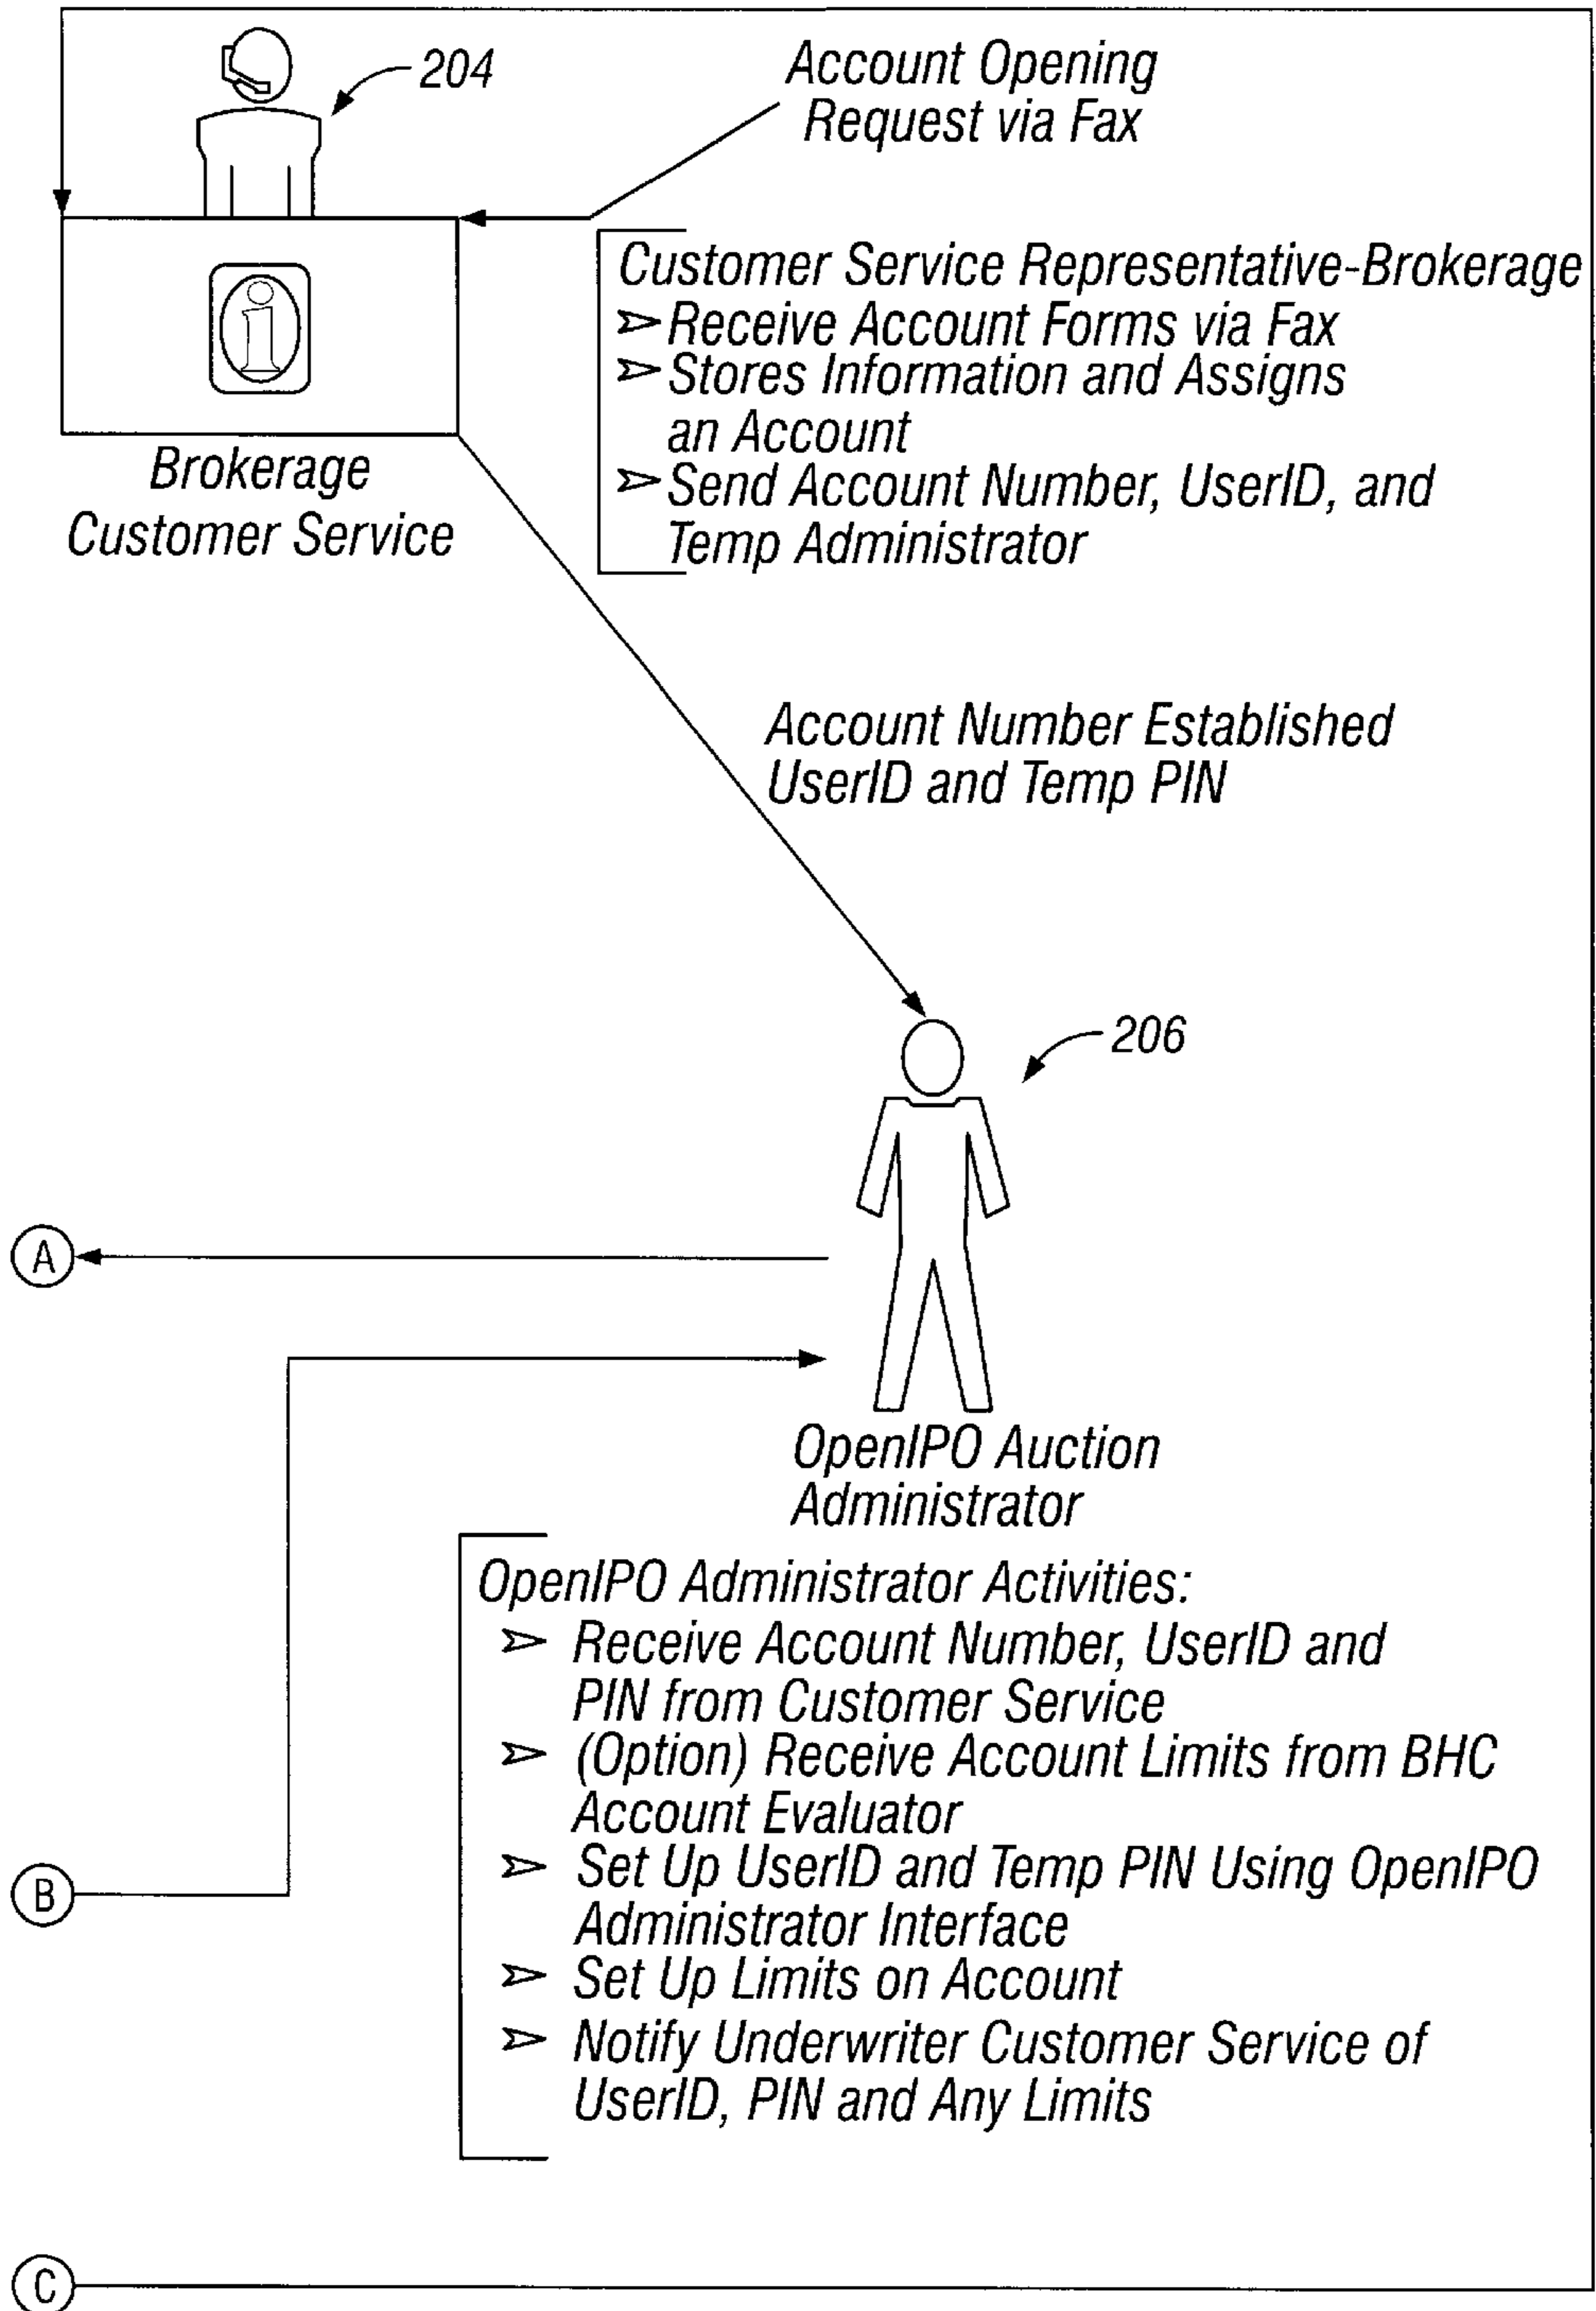 204
Account Opening
Request via Fax
Customer Service Representative-Brokerage
➢Receive Account Forms via Fax
➢Stores Information and Assigns
an Account
➢Send Account Number, UserID, and
Temp Administrator
i
Brokerage
Customer Service
Account Number Established
UserID and Temp PIN
206
A
OpenIPO Auction
Administrator
OpenIPO Administrator Activities:
➢ Receive Account Number, UserID and
PIN from Customer Service
➢ (Option) Receive Account Limits from BHC
Account Evaluator
➢ Set Up UserID and Temp PIN Using OpenIPO
Administrator Interface
➢ Set Up Limits on Account
➢ Notify Underwriter Customer Service of
UserID, PIN and Any Limits
B
C